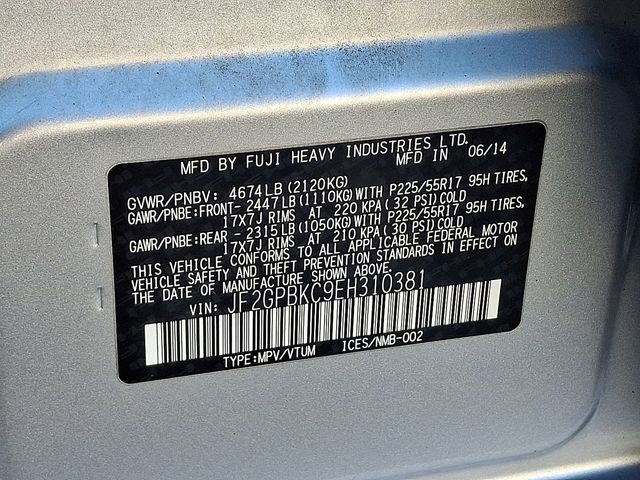 MFD BY FUJI HEAVY INDUSTRIES LTD.
MFD IN 06/14
GVWR/PNBV: 4674LB(2120KG)
GAWR/PNBE:FRONT-2447LB(1110KG)WITH P225/55R17 95H TIRES,
17X7J RIMS AT 220 KPA(32 PSI)COLD
GAWR/PNBE:REAR-2315LB(1050KG)WITH P225/55R17 95H TIRES,
17X7J RIMS AT 210 KPA(30 PSI)COLD
THIS VEHICLE CONFORMS TO ALL APPLICABLE FEDERAL MOTOR
VEHICLE SAFETY AND THEFT PREVENTION STANDARDS IN EFFECT ON
THE DATE OF MANUFACTURE SHOWN ABOVE.
VIN: JF2GPBKC9EH310381
TYPE:MPV/VTUM ICES/NMB-002